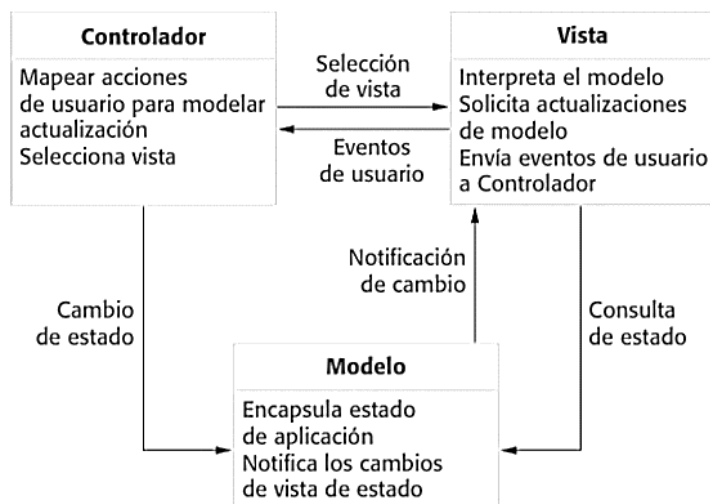 Controlador
Mapear acciones
de usuario para modelar
actualización
Selecciona vista
Selección
de vista
Eventos
de usuario
Vista
Interpreta el modelo
Solicita actualizaciones
de modelo
Envía eventos de usuario
a Controlador
Notificación
de cambio
Cambio
de estado
Consulta
de estado
Modelo
Encapsula estado
de aplicación
Notifica los cambios
de vista de estado